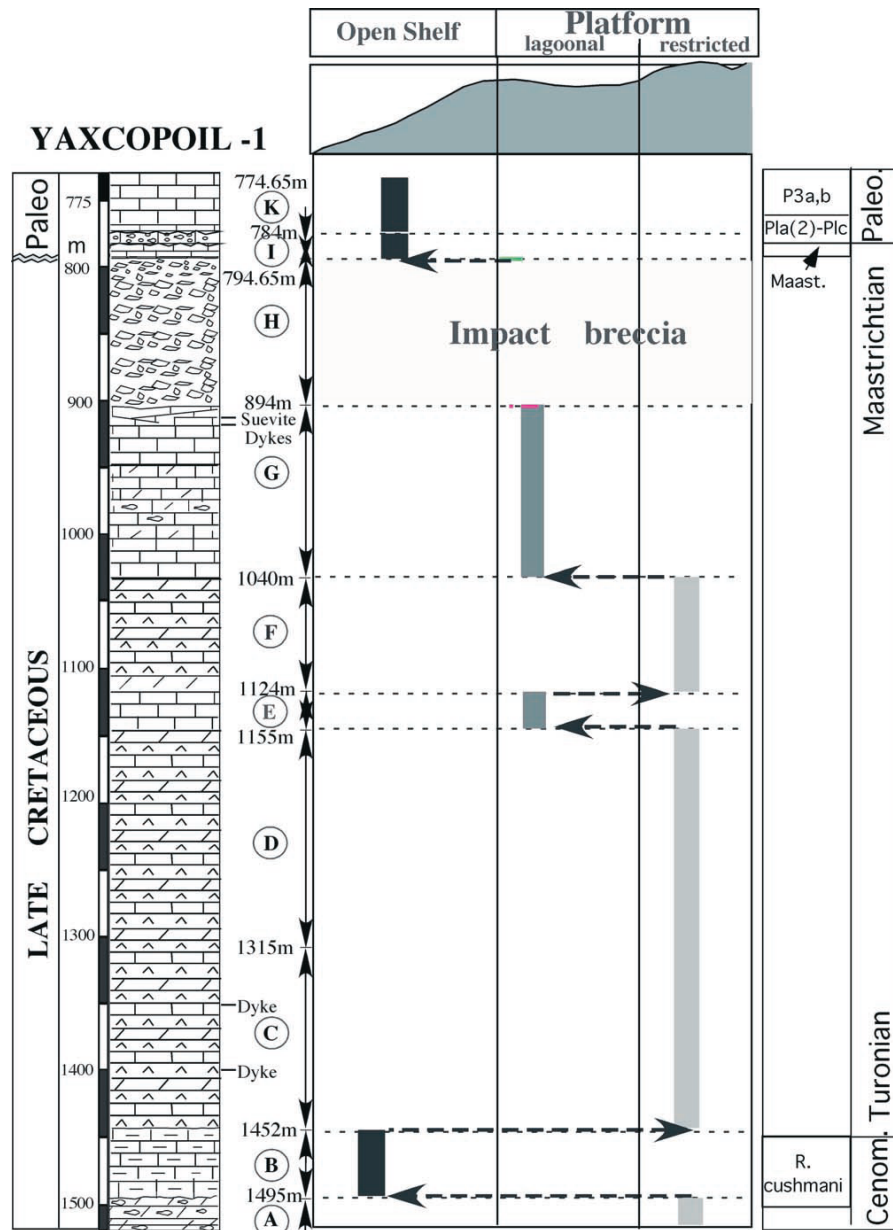 Open Shelf
Platform
lagoonal
restricted
YAXCOPOIL -1
Paleo
775
m
800
900
1000
1100
1200
1300
1400
1500
LATE CRETACEOUS
774.65m
K
784m
I
794.65m
H
894m
Suevite
Dykes
G
1040m
F
1124m
E
1155m
D
1315m
Dyke
C
Dyke
1452m
B
1495m
A
Impact breccia
P3a,b
Pla(2)-Plc
Maast.
R.
cushmani
Paleo.
Maastrichtian
Turonian
Cenom.